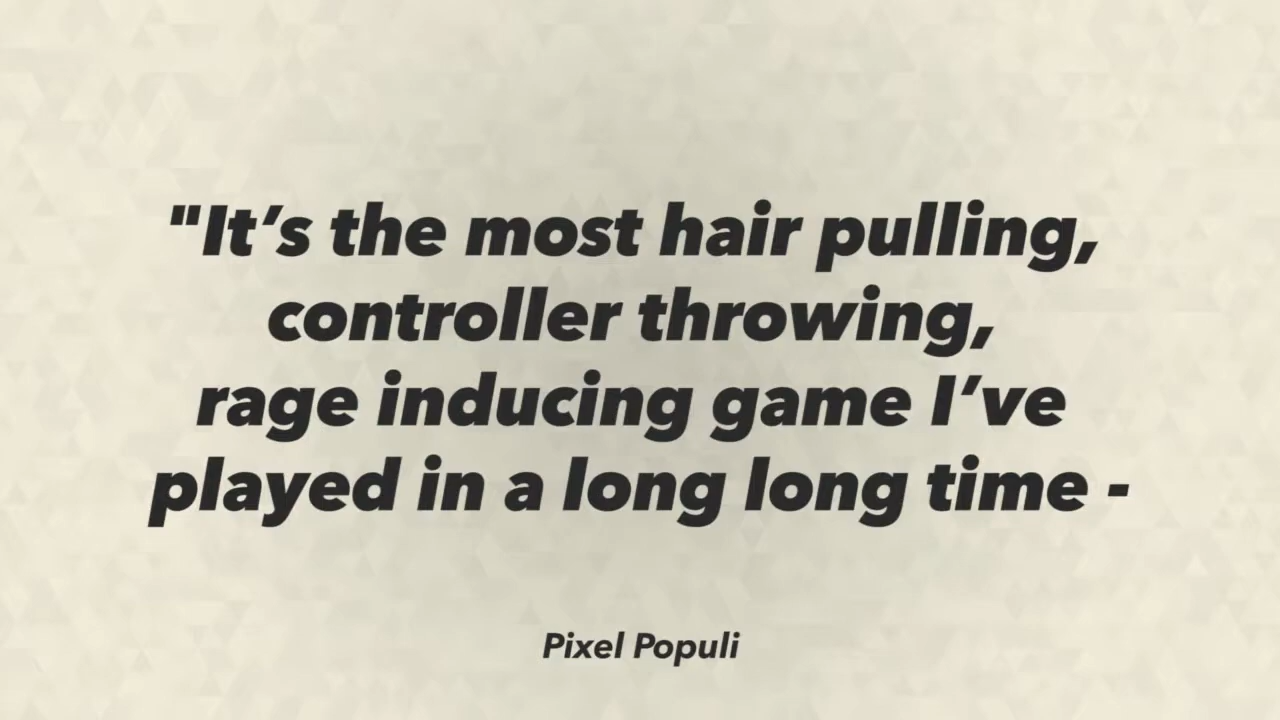 "It’s the most hair pulling,
controller throwing,
rage inducing game I’ve
played in a long long time -
Pixel Populi